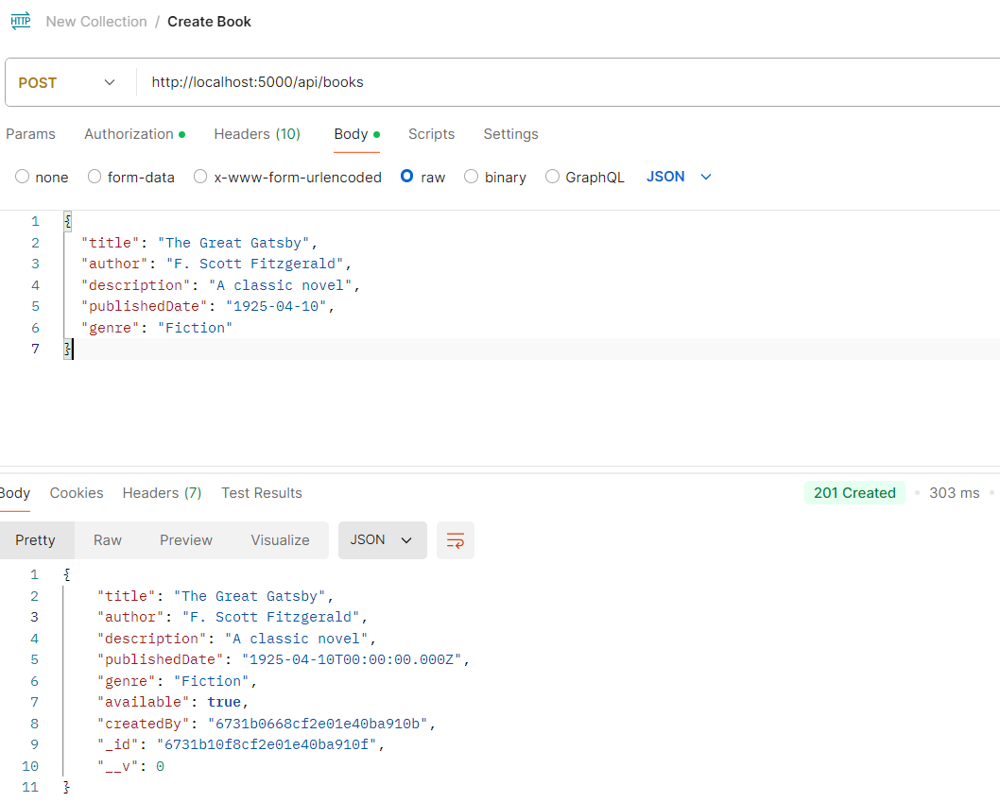 HTTP New Collection / Create Book
POST http://localhost:5000/api/books
Params Authorization Headers (10) Body Scripts Settings
none form-data x-www-form-urlencoded raw binary GraphQL JSON
1 {
2 "title": "The Great Gatsby",
3 "author": "F. Scott Fitzgerald",
4 "description": "A classic novel",
5 "publishedDate": "1925-04-10",
6 "genre": "Fiction"
7 }
Body Cookies Headers (7) Test Results 201 Created 303 ms
Pretty Raw Preview Visualize JSON
1 {
2 "title": "The Great Gatsby",
3 "author": "F. Scott Fitzgerald",
4 "description": "A classic novel",
5 "publishedDate": "1925-04-10T00:00:00.000Z",
6 "genre": "Fiction",
7 "available": true,
8 "createdBy": "6731b0668cf2e01e40ba910b",
9 "_id": "6731b10f8cf2e01e40ba910f",
10 "__v": 0
11 }